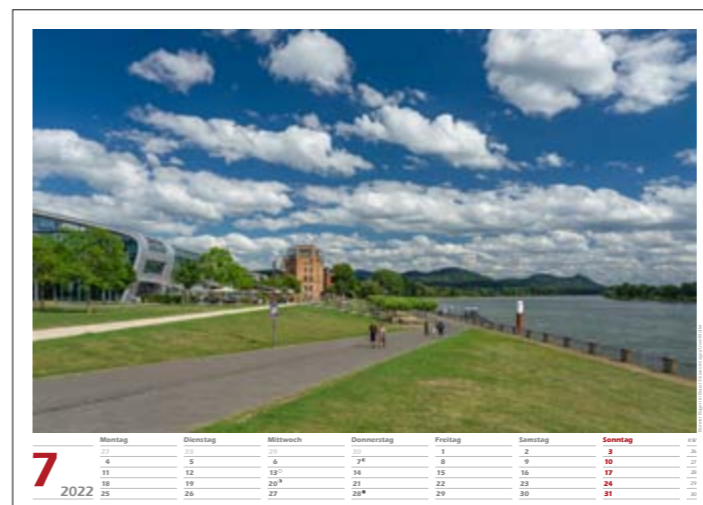 Montag Dienstag Mittwoch Donnerstag Freitag Samstag Sonntag KW
27 28 29 30 1 2 3 26
4 5 6 7 8 9 10 27
11 12 13 14 15 16 17 28
18 19 20 21 22 23 24 29
25 26 27 28 29 30 31 30
7
2022